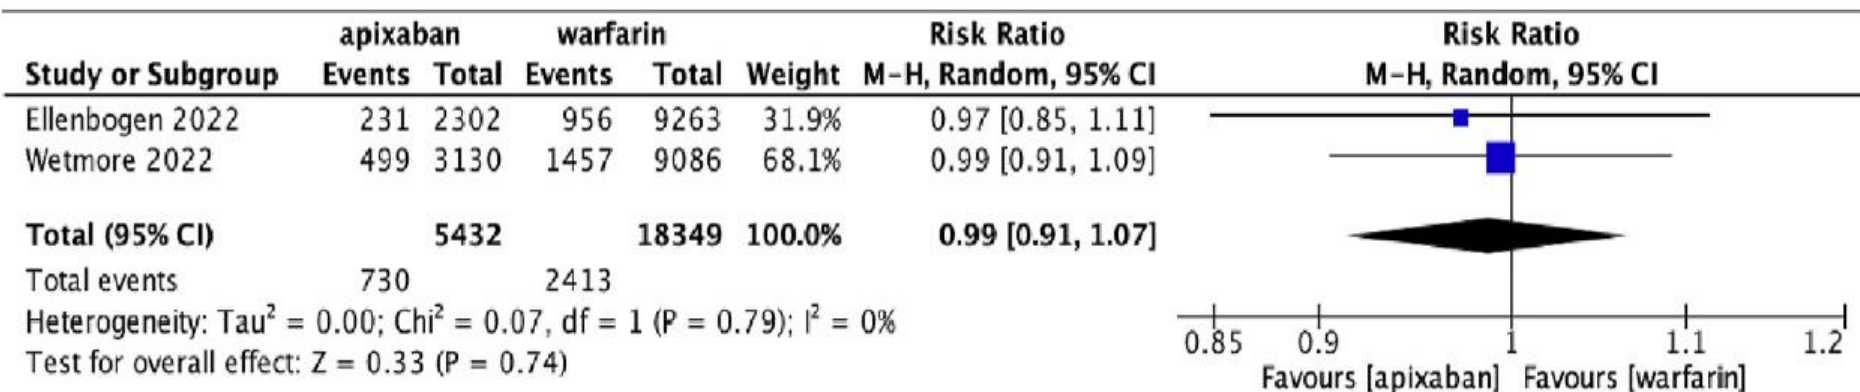 apixaban warfarin Risk Ratio Risk Ratio
Study or Subgroup Events Total Events Total Weight M-H, Random, 95% CI M-H, Random, 95% CI
Ellenbogen 2022 231 2302 956 9263 31.9% 0.97 [0.85, 1.11]
Wetmore 2022 499 3130 1457 9086 68.1% 0.99 [0.91, 1.09]
Total (95% CI) 5432 18349 100.0% 0.99 [0.91, 1.07]
Total events 730 2413
Heterogeneity: Tau² = 0.00; Chi² = 0.07, df = 1 (P = 0.79); I² = 0%
Test for overall effect: Z = 0.33 (P = 0.74)
0.85 0.9 1 1.1 1.2
Favours [apixaban] Favours [warfarin]